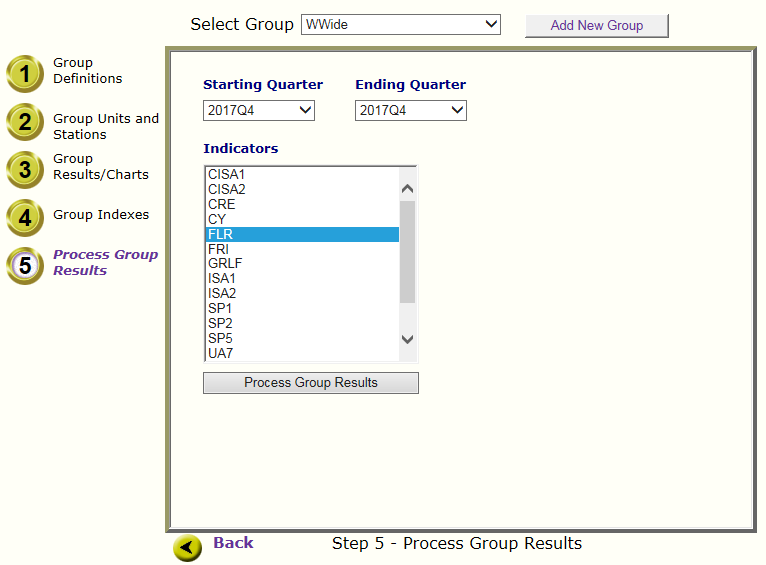 Select Group WWide Add New Group
1 Group Definitions
2 Group Units and Stations
3 Group Results/Charts
4 Group Indexes
5 Process Group Results
Starting Quarter Ending Quarter
2017Q4 2017Q4
Indicators
CISA1
CISA2
CRE
CY
FLR
FRI
GRLF
ISA1
ISA2
SP1
SP2
SP5
UA7
Process Group Results
Back Step 5 - Process Group Results